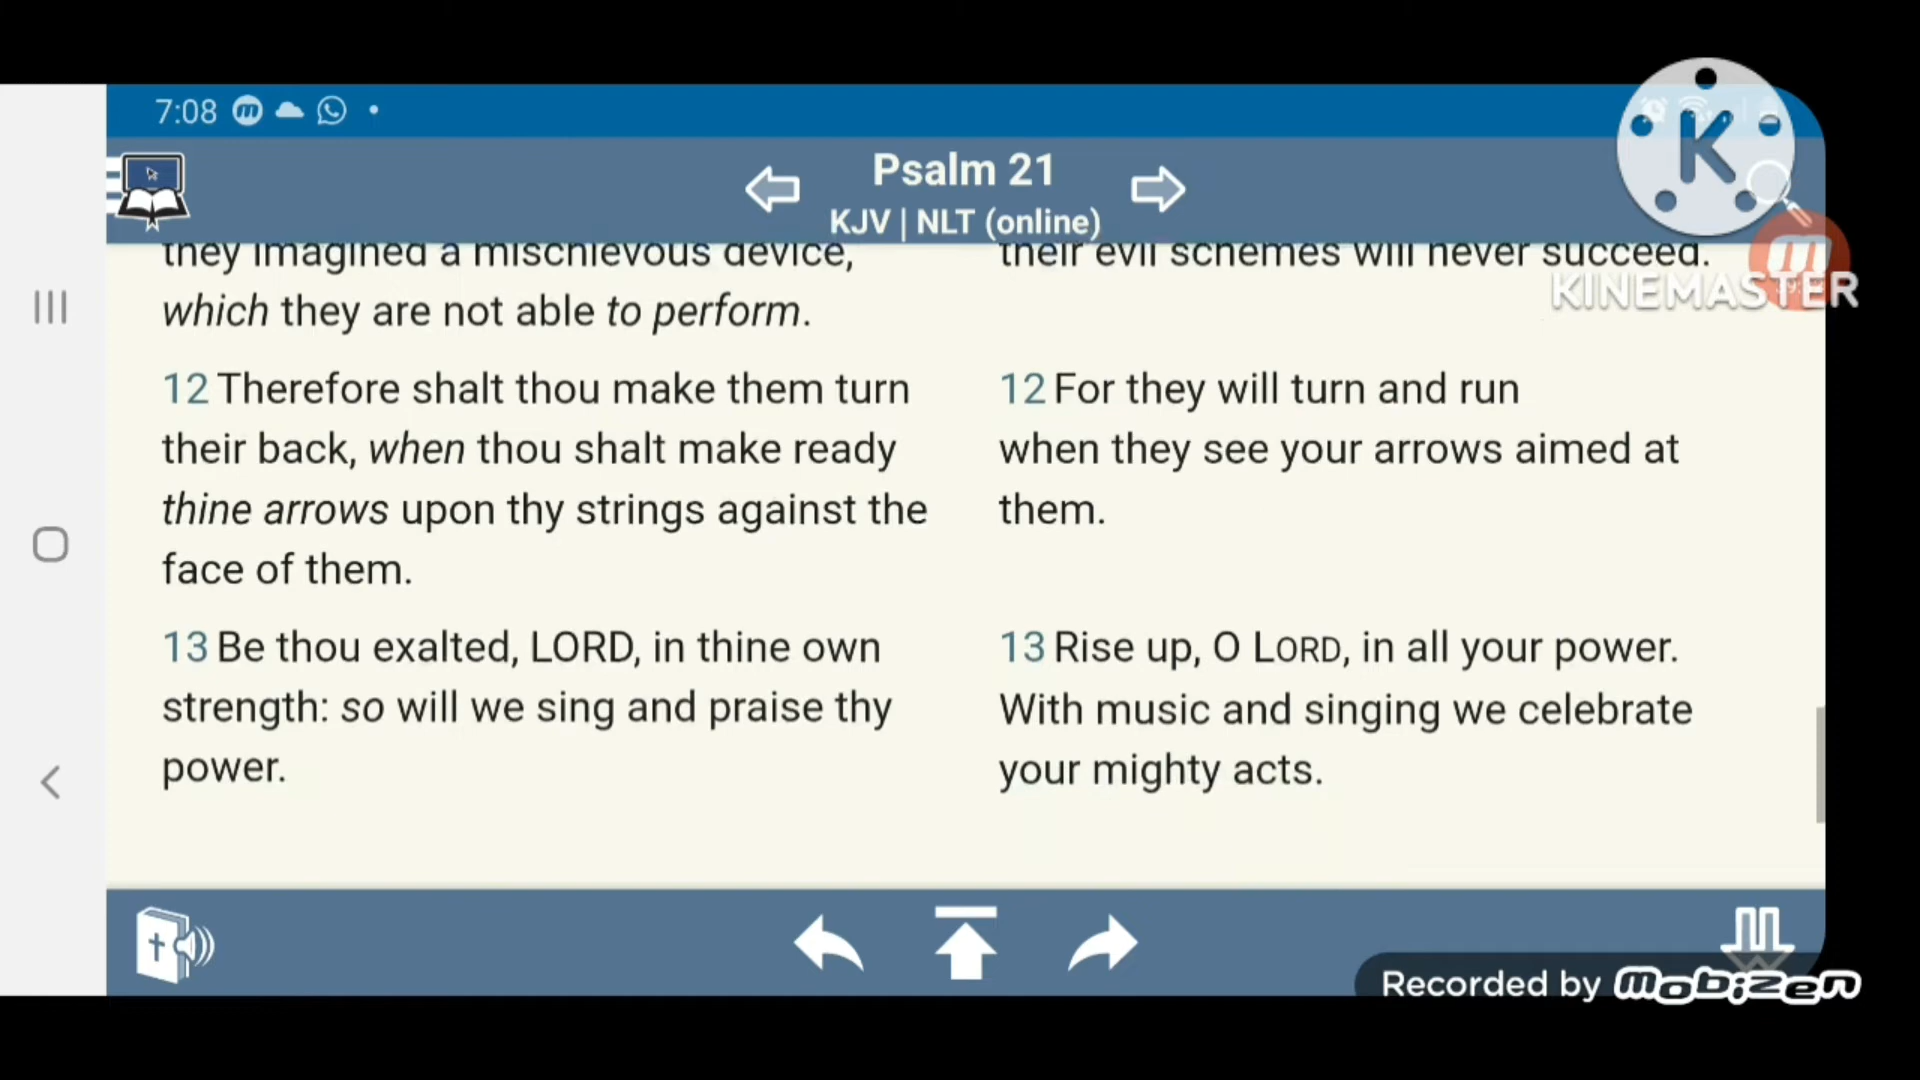 7:08
Psalm 21
KJV | NLT (online)
K
KINEMASTER
they imagined a mischievous device,
which they are not able to perform.
12 Therefore shalt thou make them turn
their back, when thou shalt make ready
thine arrows upon thy strings against the
face of them.
13 Be thou exalted, LORD, in thine own
strength: so will we sing and praise thy
power.
their evil schemes will never succeed.
12 For they will turn and run
when they see your arrows aimed at
them.
13 Rise up, O LORD, in all your power.
With music and singing we celebrate
your mighty acts.
Recorded by mobizen